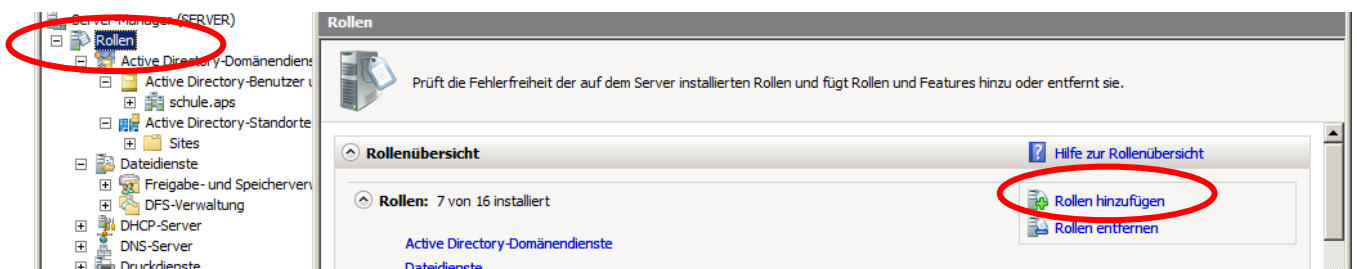 Server-Manager (SERVER)
Rollen
Active Directory-Domänendiens
Active Directory-Benutzer u
schule.aps
Active Directory-Standorte
Sites
Dateidienste
Freigabe- und Speicherverw
DFS-Verwaltung
DHCP-Server
DNS-Server
Druckdienste
Rollen
Prüft die Fehlerfreiheit der auf dem Server installierten Rollen und fügt Rollen und Features hinzu oder entfernt sie.
Rollenübersicht
Hilfe zur Rollenübersicht
Rollen: 7 von 16 installiert
Rollen hinzufügen
Rollen entfernen
Active Directory-Domänendienste
Dateidienste